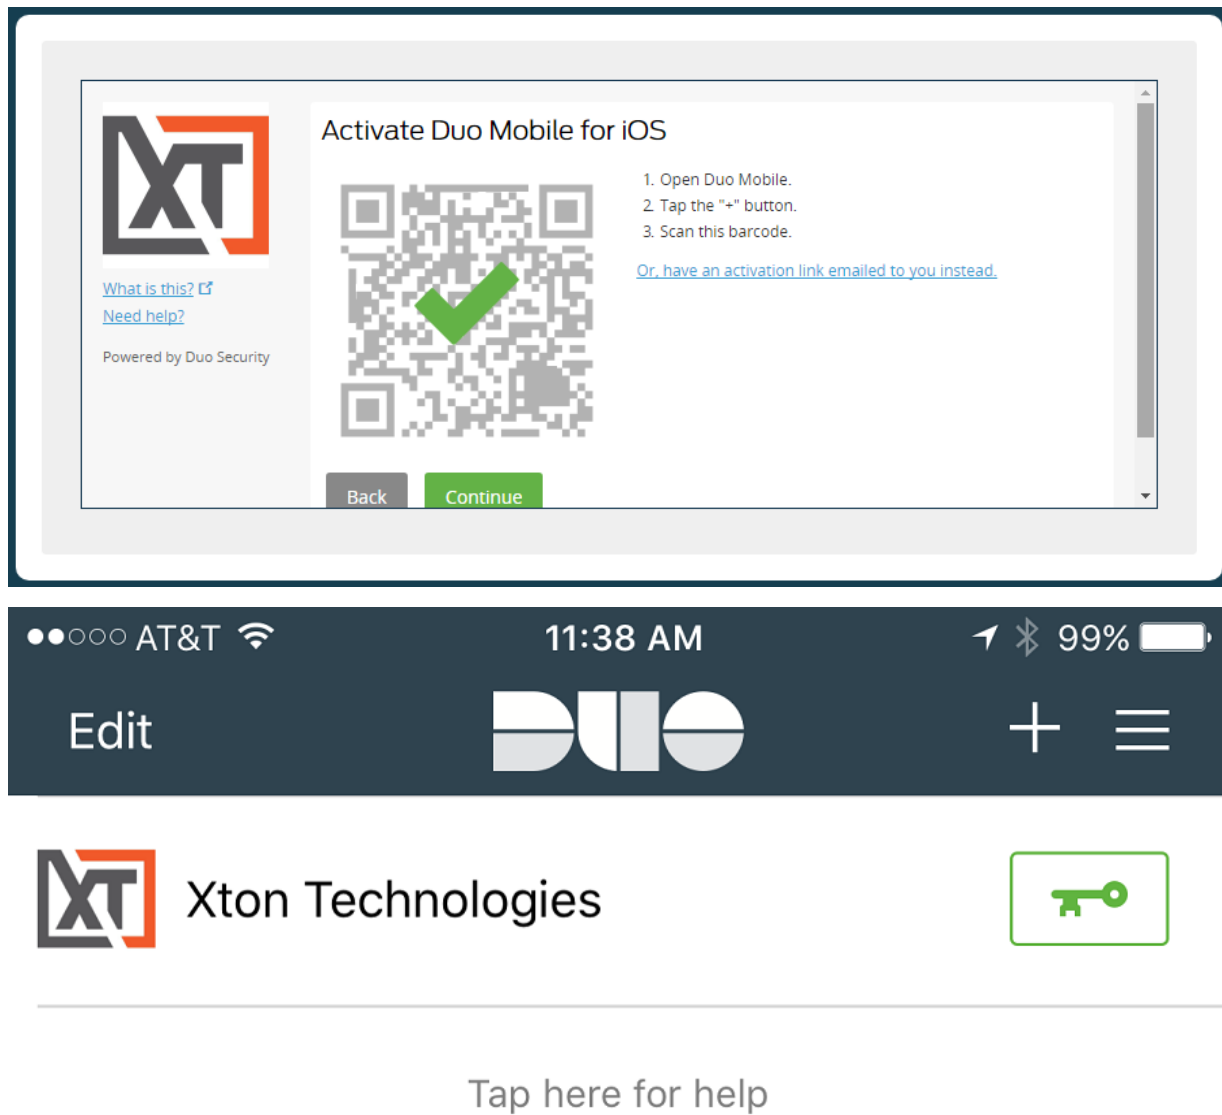 XT
Activate Duo Mobile for iOS
1. Open Duo Mobile.
2. Tap the "+" button.
3. Scan this barcode.
Or, have an activation link emailed to you instead.
What is this?
Need help?
Powered by Duo Security
Back
Continue
AT&T 11:38 AM 99%
Edit DUO
XT Xton Technologies
Tap here for help